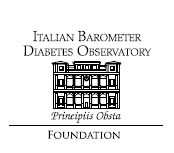 ITALIAN BAROMETER
DIABETES OBSERVATORY
Principiis Obsta
FOUNDATION